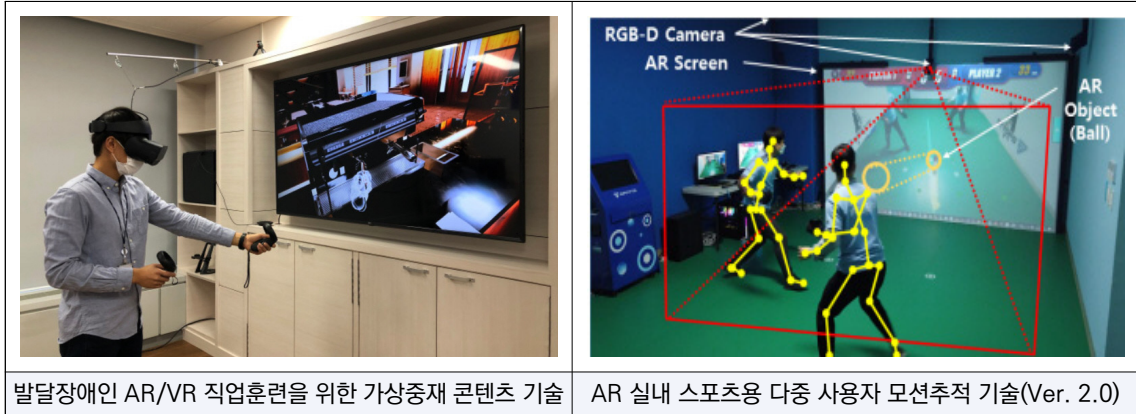 RGB-D Camera
AR Screen
PLAYER 2
AR
Object
(Ball)
발달장애인 AR/VR 직업훈련을 위한 가상중재 콘텐츠 기술
AR 실내 스포츠용 다중 사용자 모션추적 기술(Ver. 2.0)